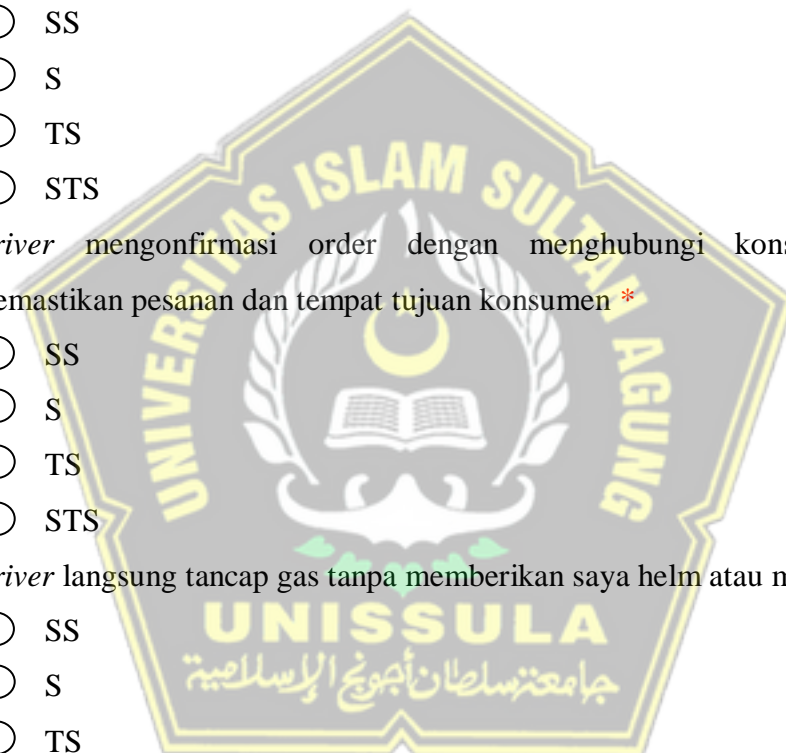 SS
S
TS
STS
river mengonfirmasi order dengan menghubungi kons
emastikan pesanan dan tempat tujuan konsumen *
SS
S
TS
STS
river langsung tancap gas tanpa memberikan saya helm atau m
SS
S
TS
UNIVERSITAS ISLAM SULTAN AGUNG
UNISSULA
جامعة سلطان أجونج الإسلامية